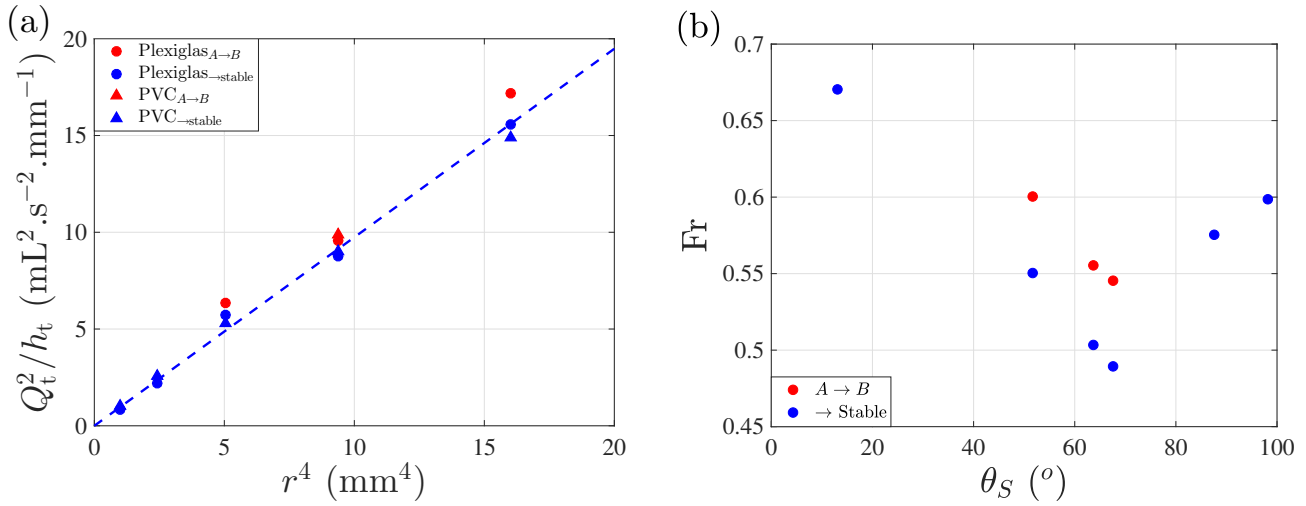 (a)
Q_t^2/h_t (mL^2.s^{-2}.mm^{-1})
20
15
10
5
0
Plexiglas_{A→B}
Plexiglas_{→stable}
PVC_{A→B}
PVC_{→stable}
0 5 10 15 20
r^4 (mm^4)
(b)
Fr
0.7
0.65
0.6
0.55
0.5
0.45
A → B
→ Stable
0 20 40 60 80 100
θ_S (^o)